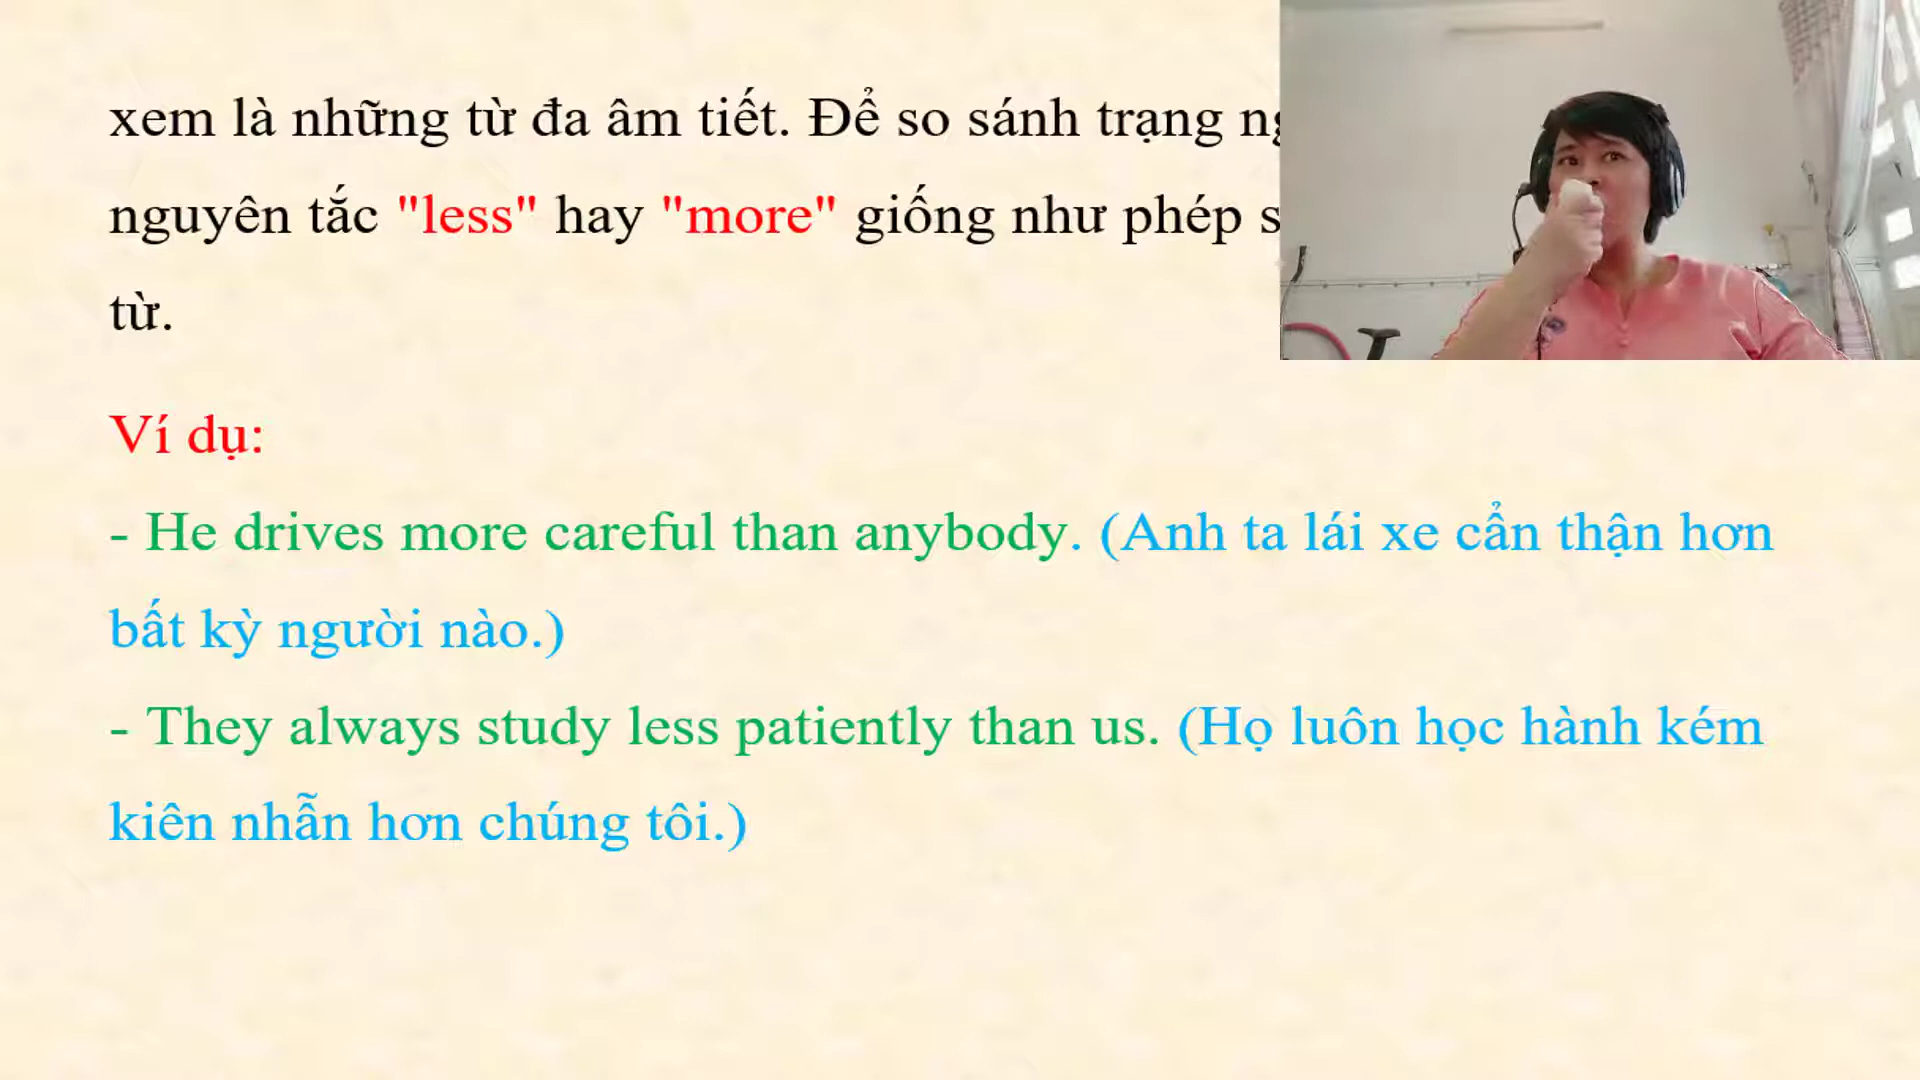 xem là những từ đa âm tiết. Để so sánh trạng
nguyên tắc "less" hay "more" giống như phép
từ.
Ví dụ:
- He drives more careful than anybody. (Anh ta lái xe cẩn thận hơn
bất kỳ người nào.)
- They always study less patiently than us. (Họ luôn học hành kém
kiên nhẫn hơn chúng tôi.)